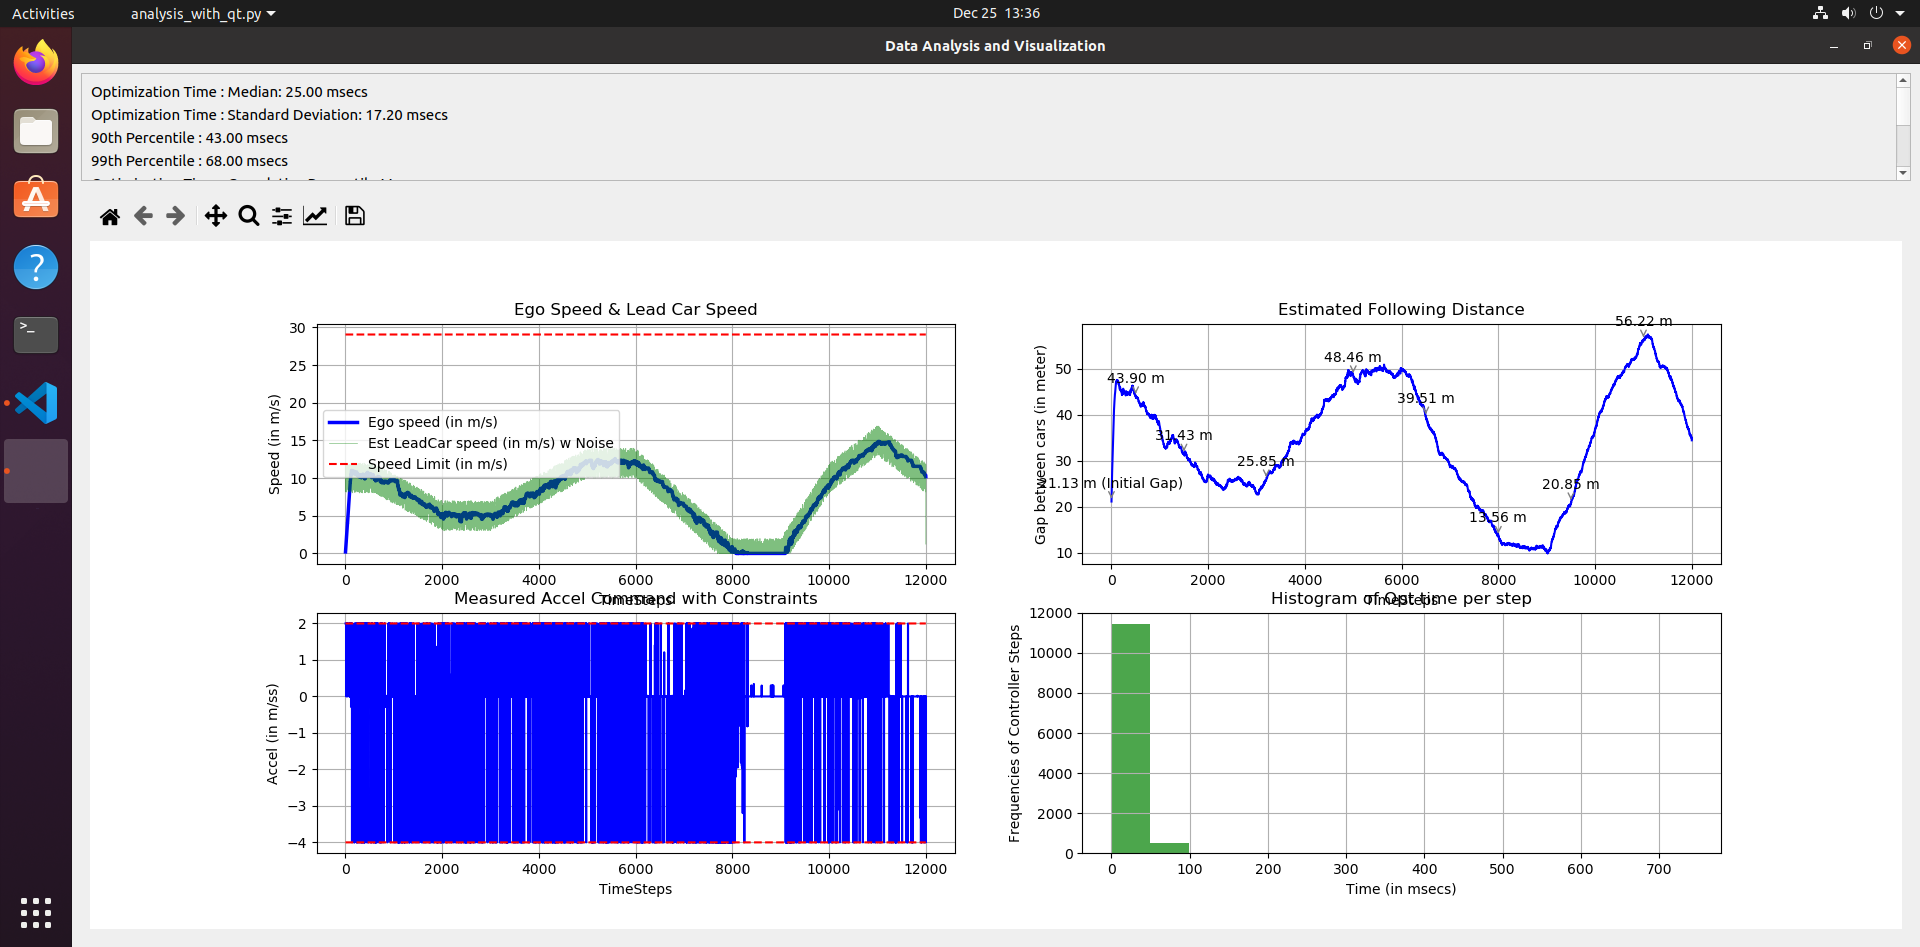 Activities
analysis_with_qt.py
Dec 25 13:36
Data Analysis and Visualization
Optimization Time : Median: 25.00 msecs
Optimization Time : Standard Deviation: 17.20 msecs
90th Percentile : 43.00 msecs
99th Percentile : 68.00 msecs
Ego Speed & Lead Car Speed
Speed (in m/s)
30
25
20
15
10
5
0
Ego speed (in m/s)
Est LeadCar speed (in m/s) w Noise
Speed Limit (in m/s)
0 2000 4000 6000 8000 10000 12000
TimeSteps
Estimated Following Distance
Gap between cars (in meter)
50
40
30
20
10
56.22 m
48.46 m
43.90 m
39.51 m
31.43 m
25.85 m
21.13 m (Initial Gap)
20.85 m
13.56 m
0 2000 4000 6000 8000 10000 12000
TimeSteps
Measured Accel Command with Constraints
Accel (in m/ss)
2
1
0
−1
−2
−3
−4
0 2000 4000 6000 8000 10000 12000
TimeSteps
Histogram of Opt time per step
Frequencies of Controller Steps
12000
10000
8000
6000
4000
2000
0
0 100 200 300 400 500 600 700
Time (in msecs)